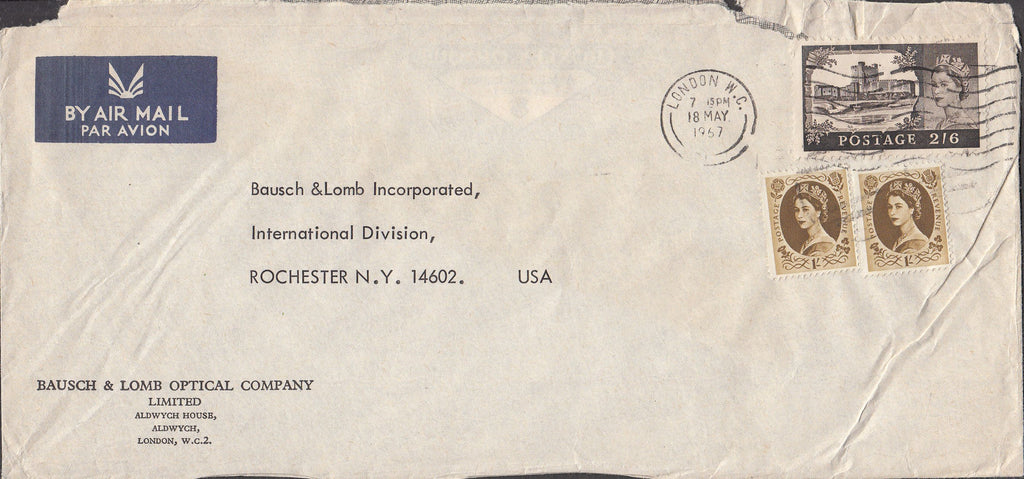 BY AIR MAIL
PAR AVION
LONDON W.C.
7 15PM
18 MAY
1967
POSTAGE 2/6
POSTAGE 1/- REVENUE
POSTAGE 1/- REVENUE
Bausch &Lomb Incorporated,
International Division,
ROCHESTER N.Y. 14602. USA
BAUSCH & LOMB OPTICAL COMPANY
LIMITED
ALDWYCH HOUSE,
ALDWYCH,
LONDON, W.C.2.